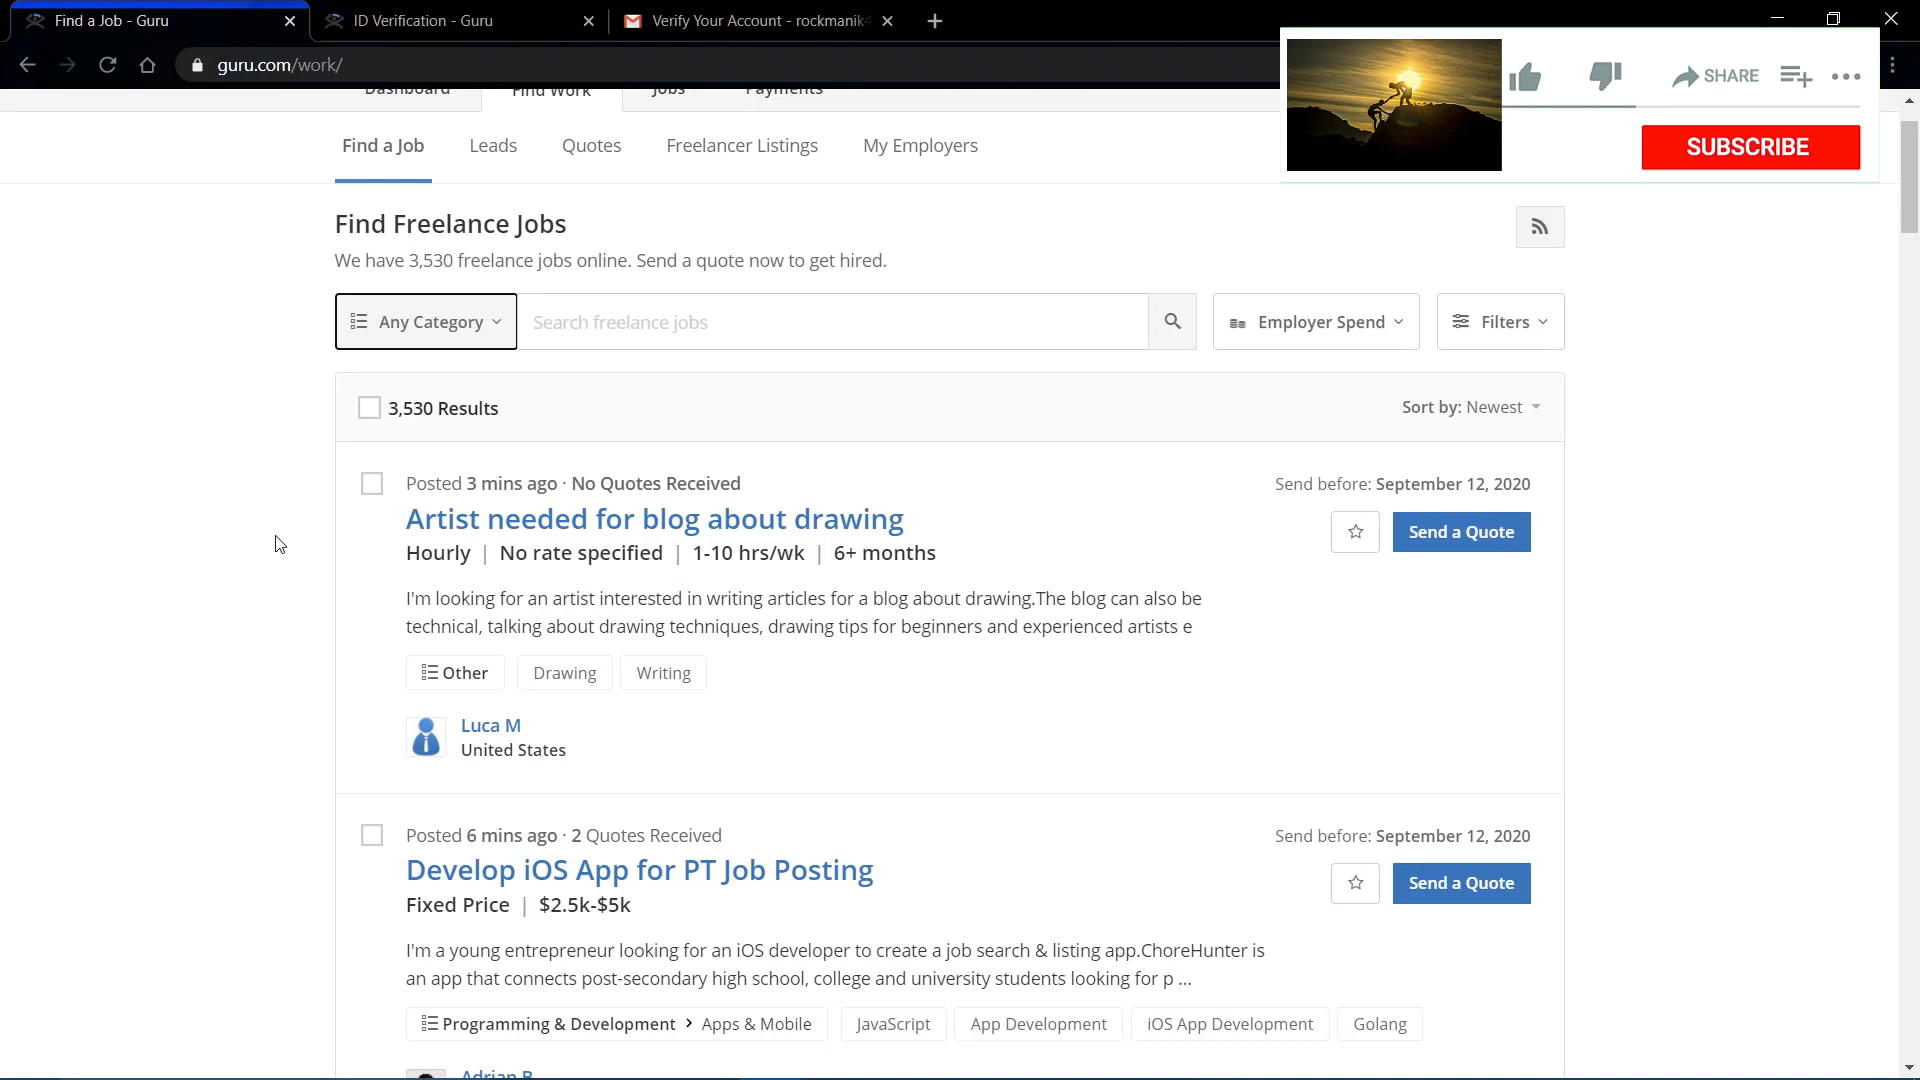 Find a Job - Guru
ID Verification - Guru
Verify Your Account - rockmanik
guru.com/work/
Dashboard
Find Work
Jobs
Payments
SHARE
SUBSCRIBE
Find a Job
Leads
Quotes
Freelancer Listings
My Employers
Find Freelance Jobs
We have 3,530 freelance jobs online. Send a quote now to get hired.
Any Category
Search freelance jobs
Employer Spend
Filters
3,530 Results
Sort by: Newest
Posted 3 mins ago · No Quotes Received
Send before: September 12, 2020
Artist needed for blog about drawing
Send a Quote
Hourly | No rate specified | 1-10 hrs/wk | 6+ months
I'm looking for an artist interested in writing articles for a blog about drawing.The blog can also be
technical, talking about drawing techniques, drawing tips for beginners and experienced artists e
Other
Drawing
Writing
Luca M
United States
Posted 6 mins ago · 2 Quotes Received
Send before: September 12, 2020
Develop iOS App for PT Job Posting
Send a Quote
Fixed Price | $2.5k-$5k
I'm a young entrepreneur looking for an iOS developer to create a job search & listing app.ChoreHunter is
an app that connects post-secondary high school, college and university students looking for p ...
Programming & Development > Apps & Mobile
JavaScript
App Development
iOS App Development
Golang
Adrian B